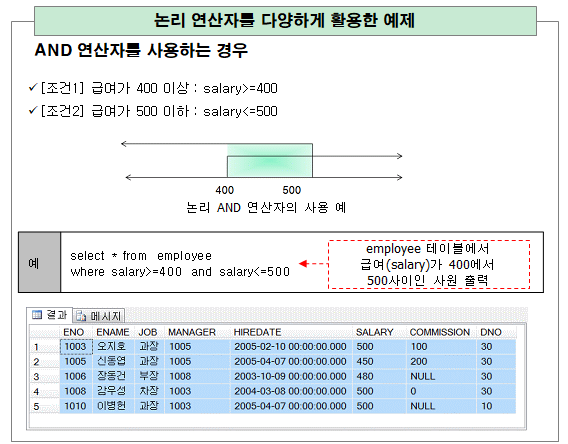 논리 연산자를 다양하게 활용한 예제
AND 연산자를 사용하는 경우
✓ [조건1] 급여가 400 이상 : salary>=400
✓ [조건2] 급여가 500 이하 : salary<=500
400 500
논리 AND 연산자의 사용 예
예
select * from employee
where salary>=400 and salary<=500
employee 테이블에서
급여(salary)가 400에서
500사이인 사원 출력
결과 메시지
ENO ENAME JOB MANAGER HIREDATE SALARY COMMISSION DNO
1 1003 오지호 과장 1005 2005-02-10 00:00:00.000 500 100 30
2 1005 신동엽 과장 1005 2005-04-07 00:00:00.000 450 200 30
3 1006 장동건 부장 1008 2003-10-09 00:00:00.000 480 NULL 30
4 1008 감우성 차장 1003 2004-03-08 00:00:00.000 500 0 30
5 1010 이병헌 과장 1003 2005-04-07 00:00:00.000 500 NULL 10